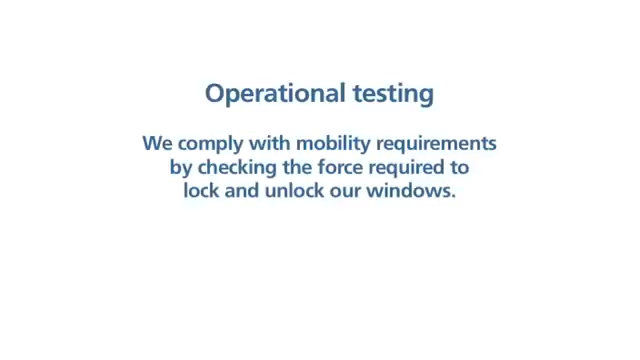 Operational testing
We comply with mobility requirements
by checking the force required to
lock and unlock our windows.